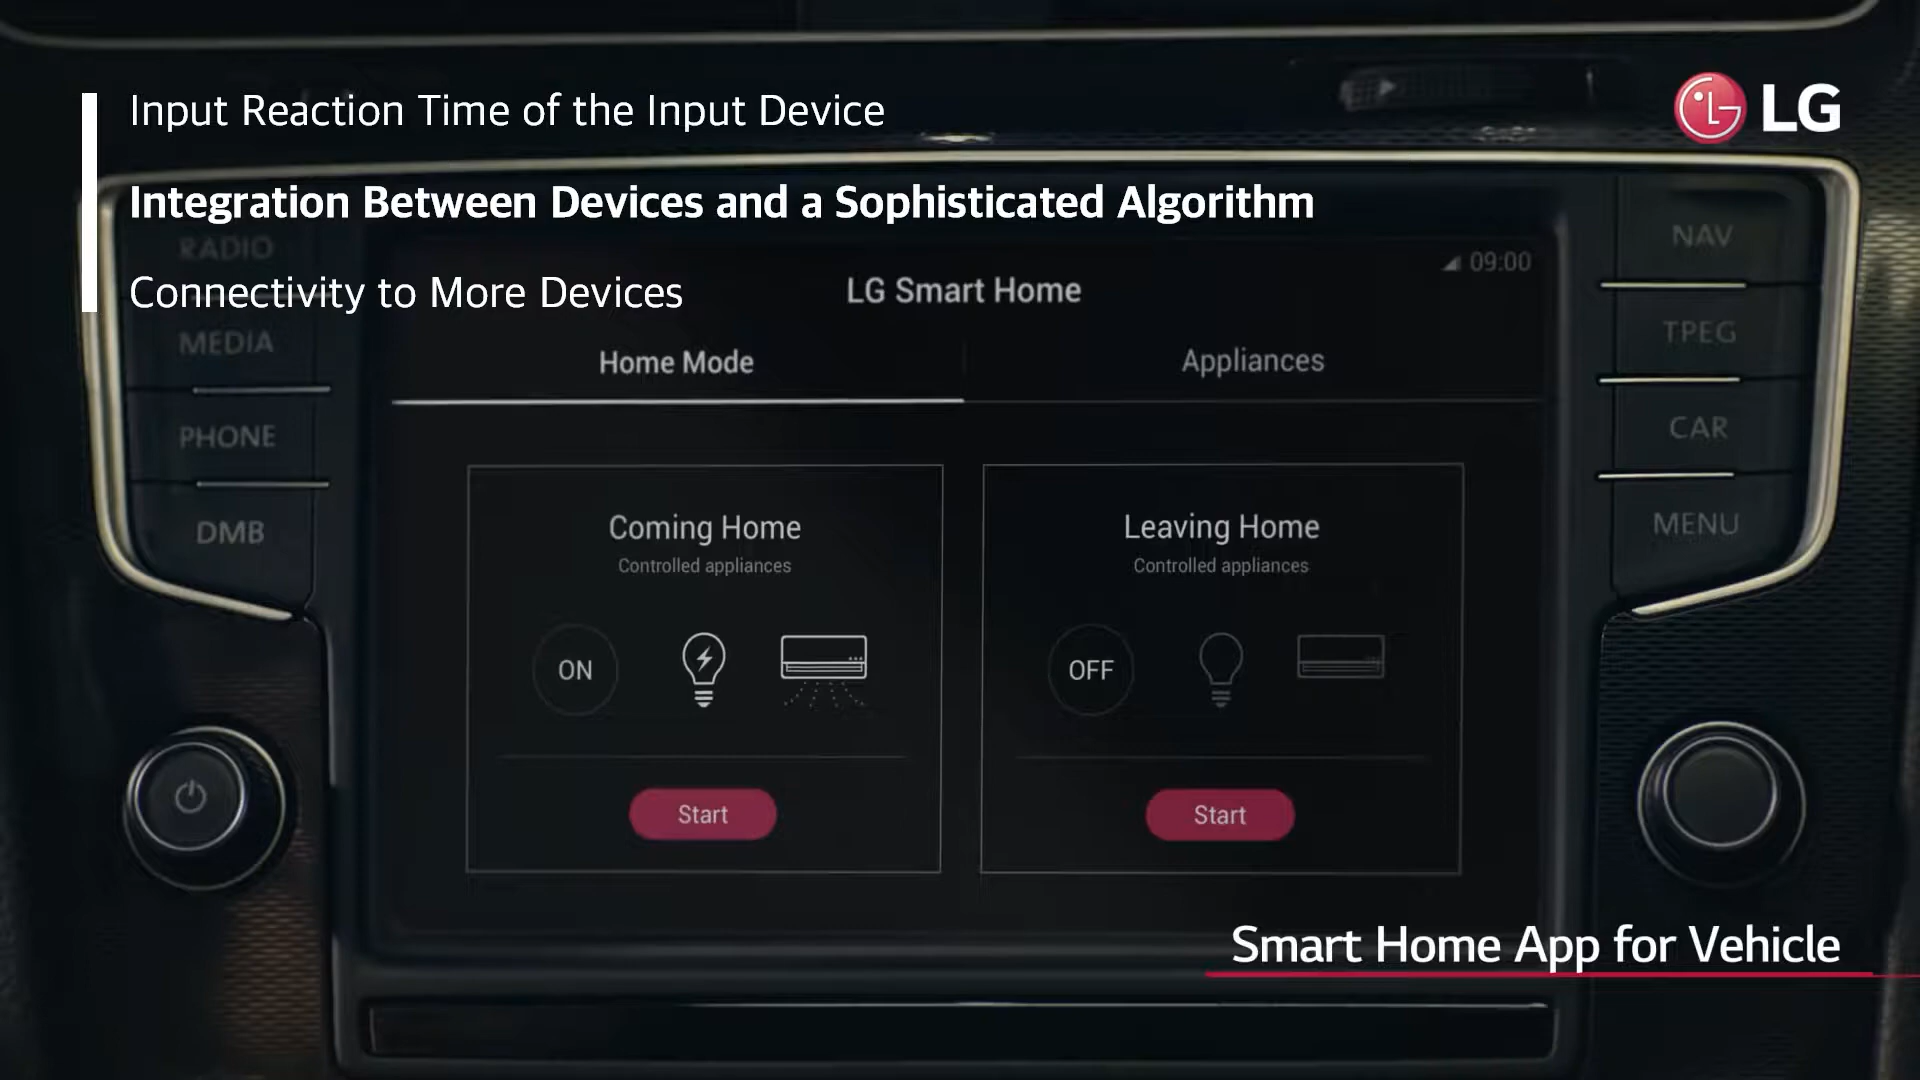 Input Reaction Time of the Input Device
LG
Integration Between Devices and a Sophisticated Algorithm
Connectivity to More Devices
RADIO
MEDIA
PHONE
DMB
NAV
TPEG
CAR
MENU
09:00
LG Smart Home
Home Mode
Appliances
Coming Home
Controlled appliances
ON
Start
Leaving Home
Controlled appliances
OFF
Start
Smart Home App for Vehicle